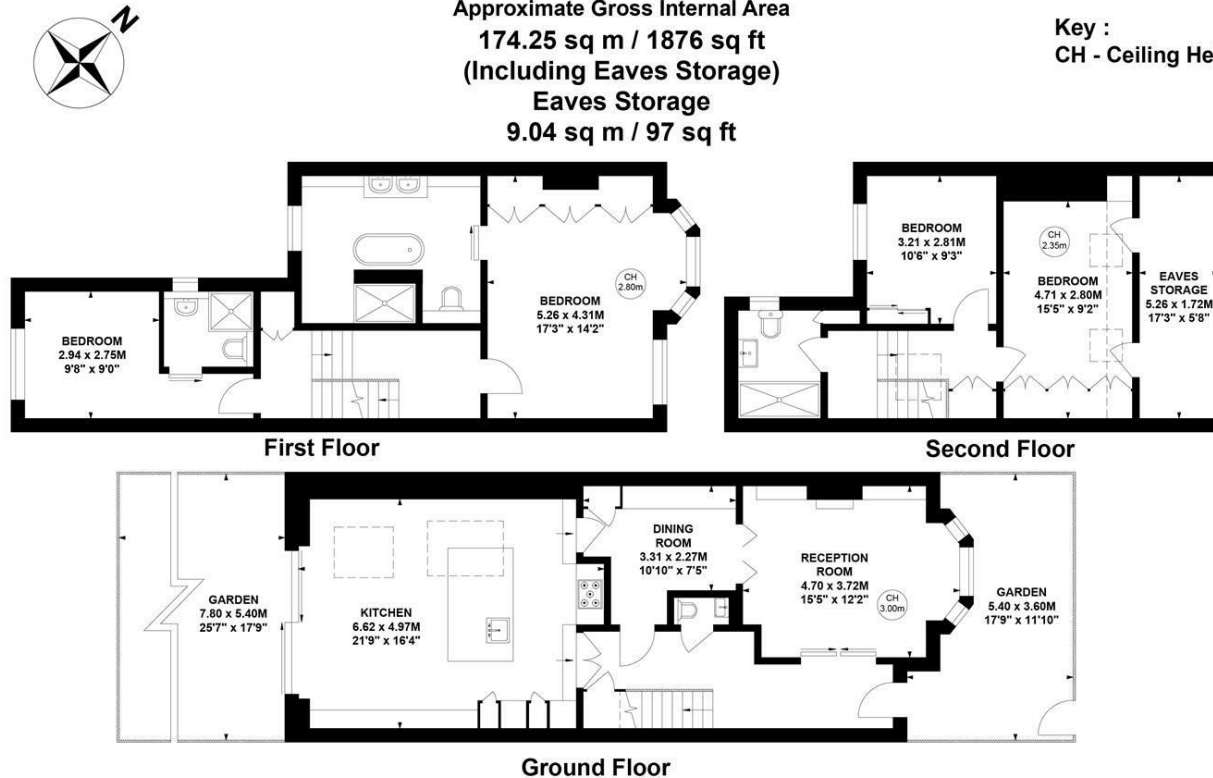 N
Approximate Gross Internal Area
174.25 sq m / 1876 sq ft
(Including Eaves Storage)
Eaves Storage
9.04 sq m / 97 sq ft
Key :
CH - Ceiling He
BEDROOM
2.94 x 2.75M
9'8" x 9'0"
BEDROOM
5.26 x 4.31M
17'3" x 14'2"
CH
2.80m
First Floor
BEDROOM
3.21 x 2.81M
10'6" x 9'3"
CH
2.35m
BEDROOM
4.71 x 2.80M
15'5" x 9'2"
EAVES
STORAGE
5.26 x 1.72M
17'3" x 5'8"
Second Floor
GARDEN
7.80 x 5.40M
25'7" x 17'9"
KITCHEN
6.62 x 4.97M
21'9" x 16'4"
DINING
ROOM
3.31 x 2.27M
10'10" x 7'5"
RECEPTION
ROOM
4.70 x 3.72M
15'5" x 12'2"
CH
3.00m
GARDEN
5.40 x 3.60M
17'9" x 11'10"
Ground Floor